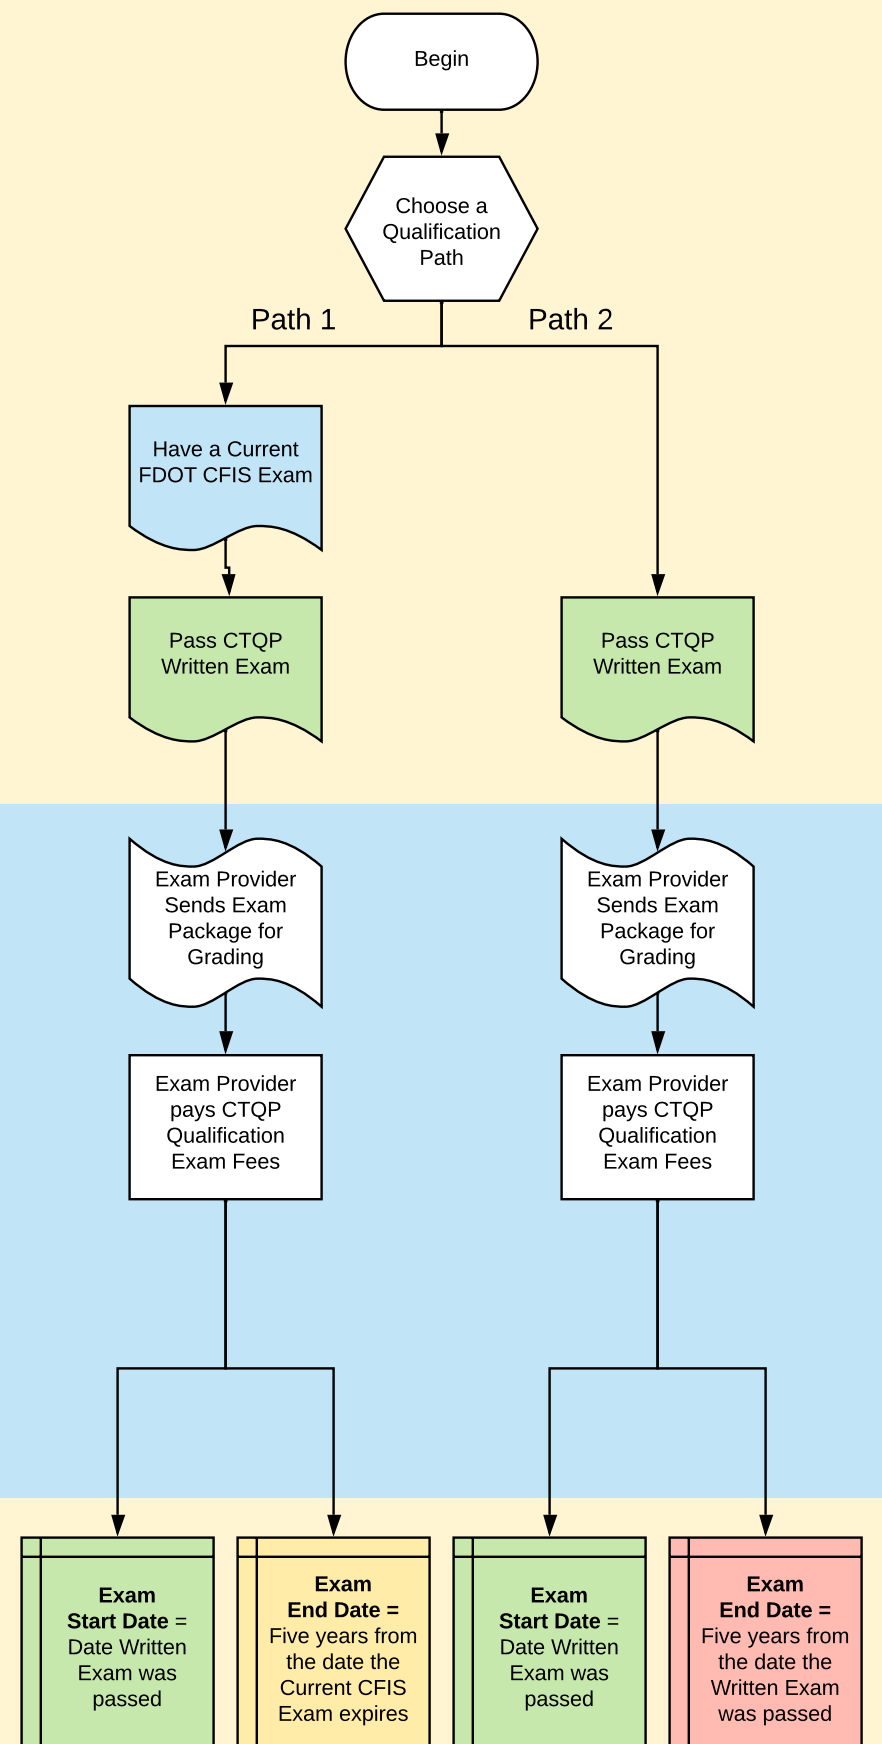 Begin
Choose a
Qualification
Path
Path 1
Path 2
Have a Current
FDOT CFIS Exam
Pass CTQP
Written Exam
Pass CTQP
Written Exam
Exam Provider
Sends Exam
Package for
Grading
Exam Provider
Sends Exam
Package for
Grading
Exam Provider
pays CTQP
Qualification
Exam Fees
Exam Provider
pays CTQP
Qualification
Exam Fees
Exam
Start Date =
Date Written
Exam was
passed
Exam
End Date =
Five years from
the date the
Current CFIS
Exam expires
Exam
Start Date =
Date Written
Exam was
passed
Exam
End Date =
Five years from
the date the
Written Exam
was passed